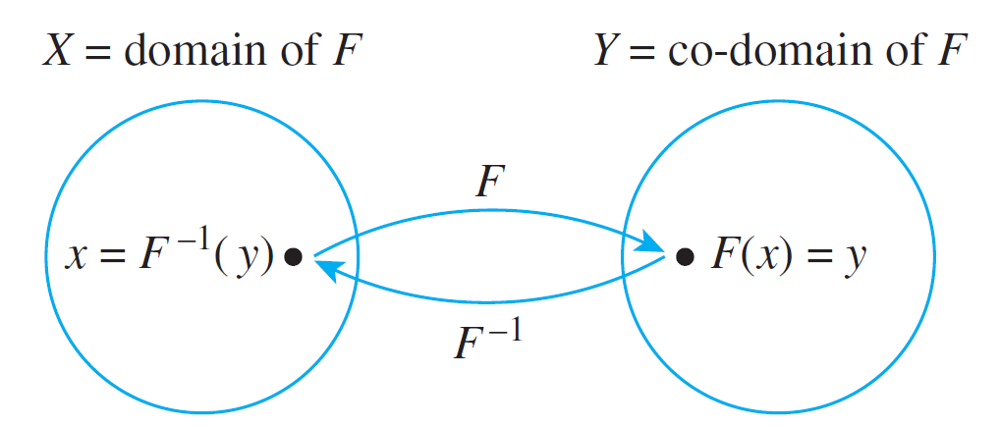 X = domain of F
Y = co-domain of F
F
x = F⁻¹(y)
F(x) = y
F⁻¹